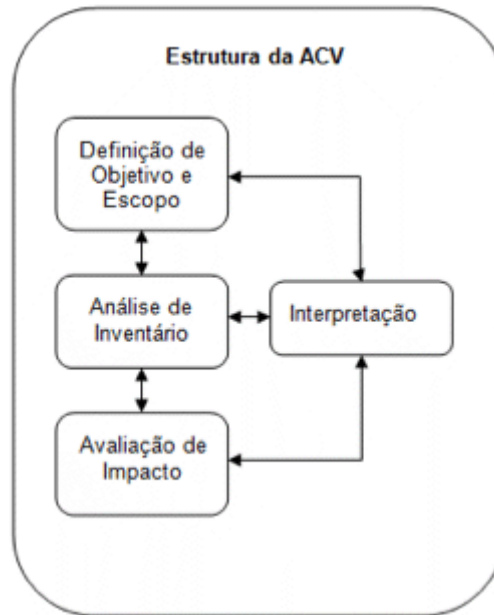 Estrutura da ACV
Definição de
Objetivo e
Escopo
Análise de
Inventário
Interpretação
Avaliação de
Impacto